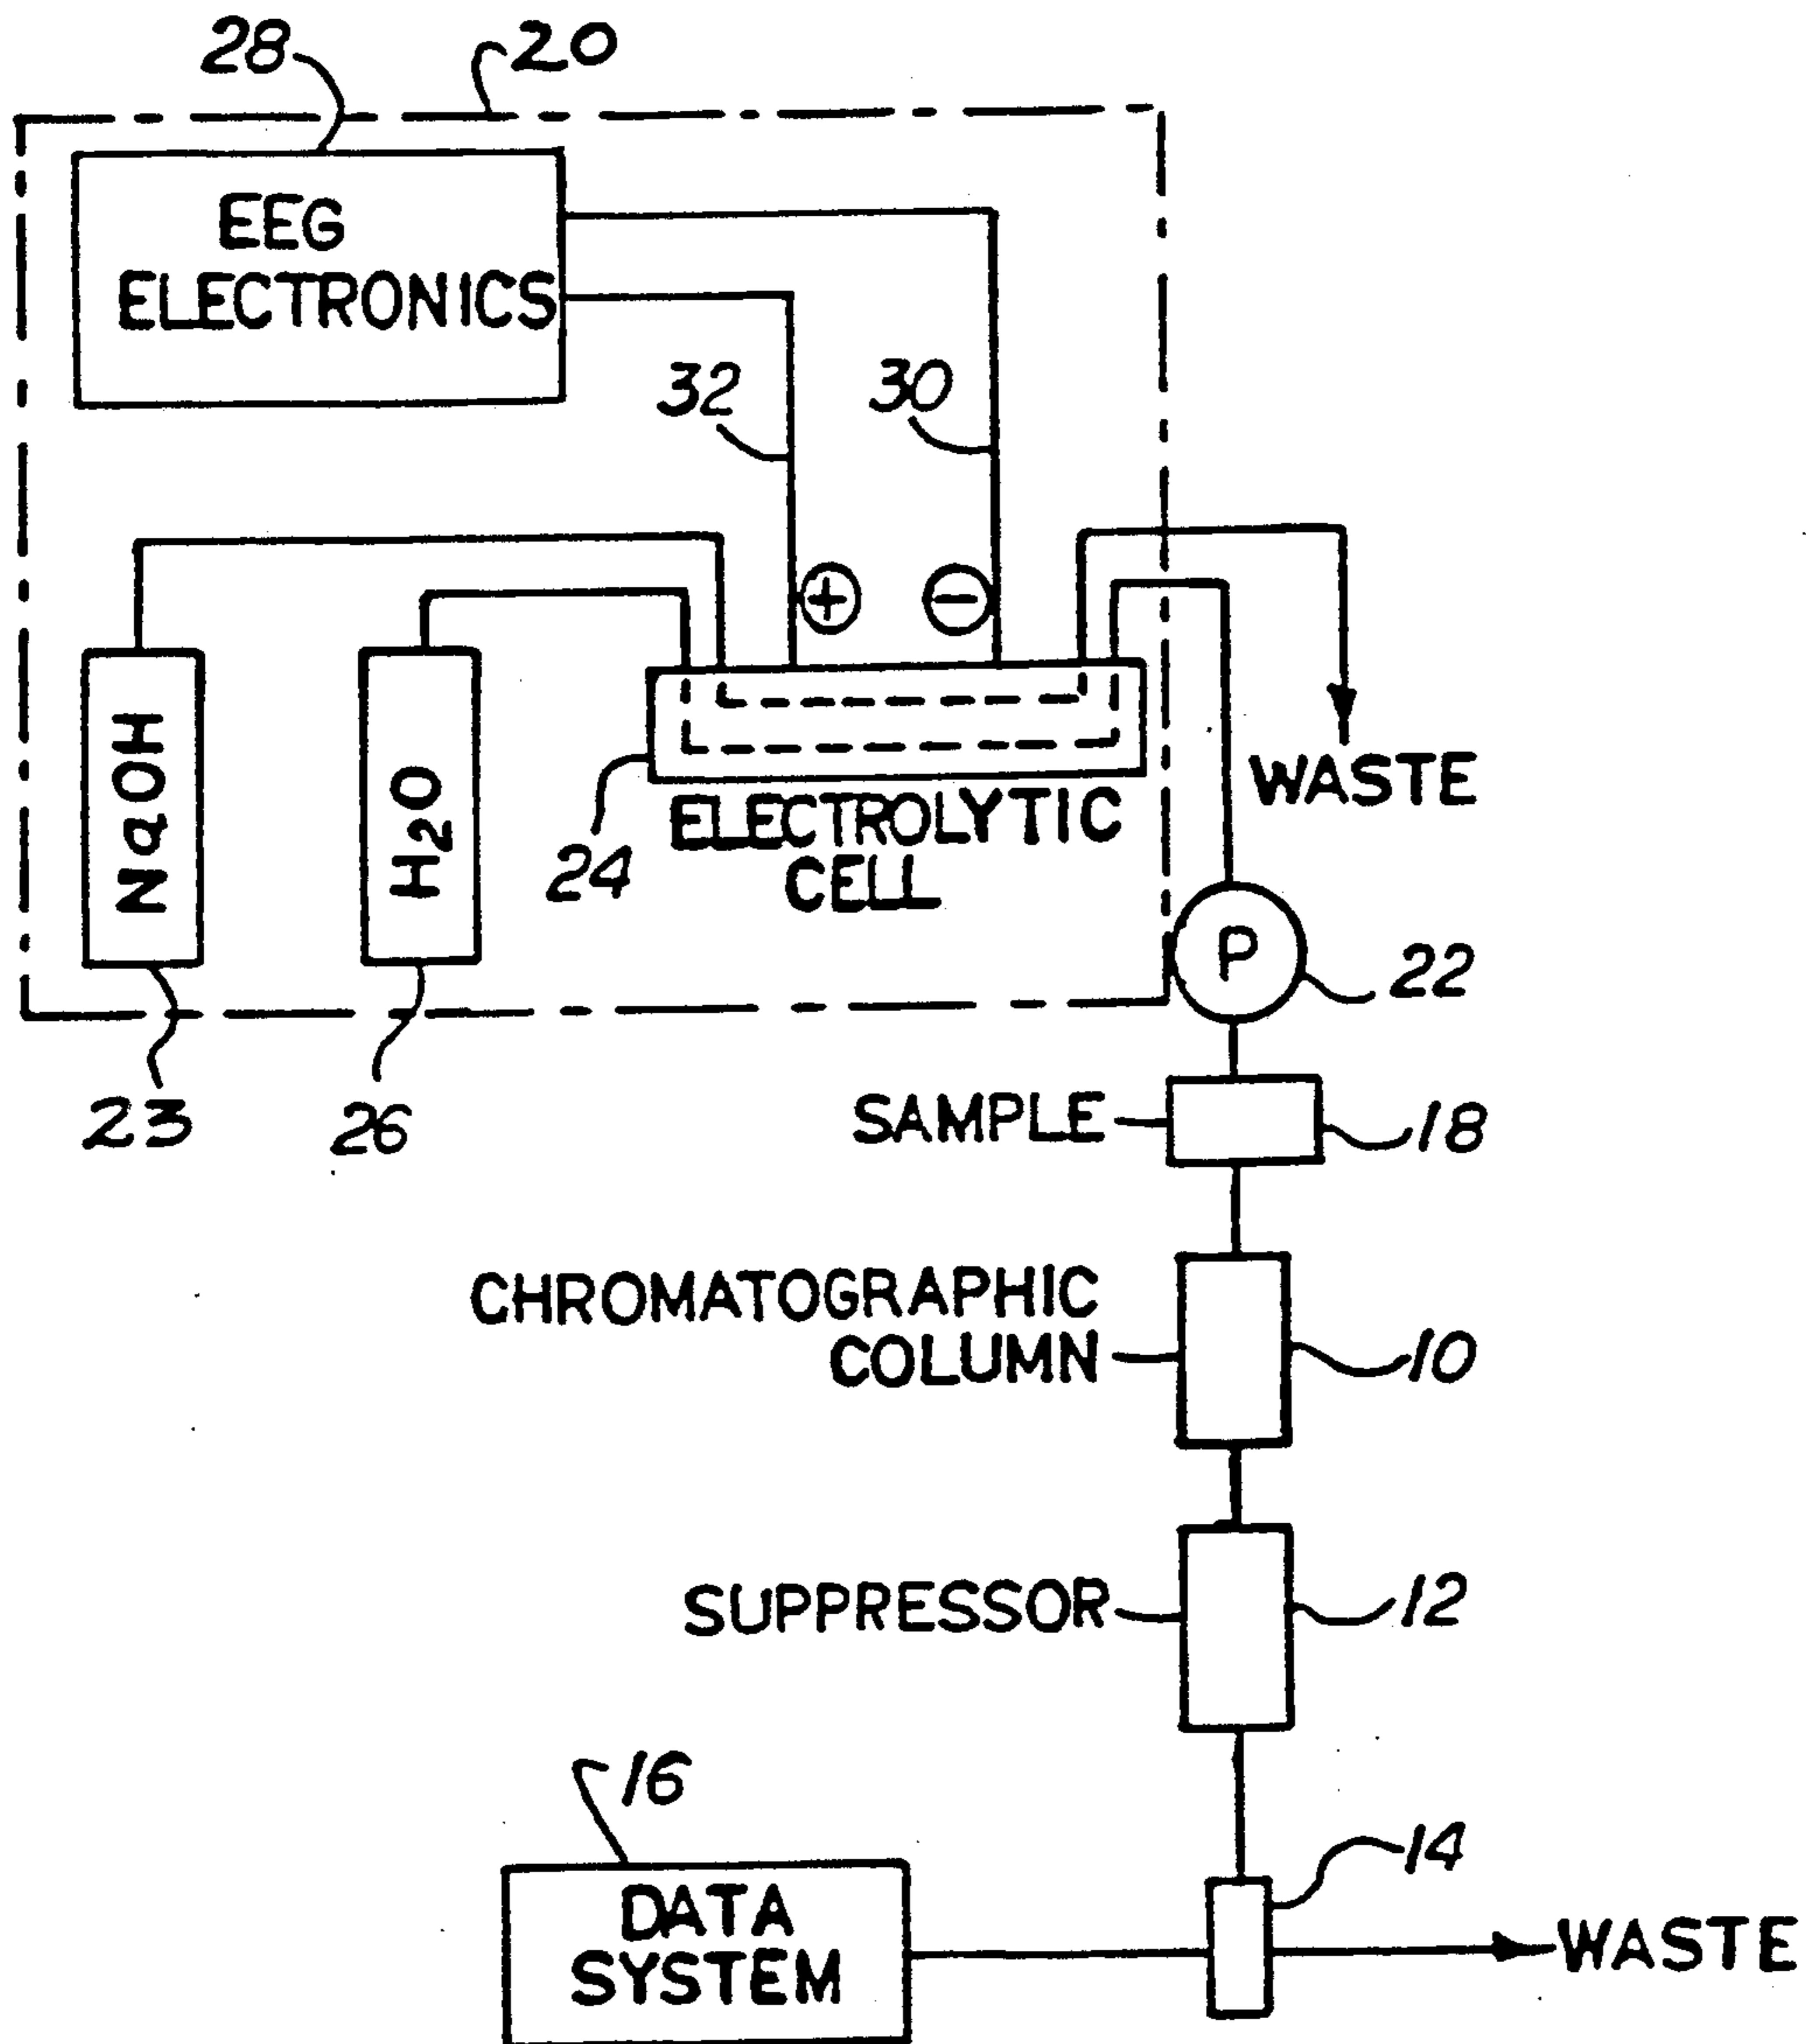 28
20
EEG
ELECTRONICS
32
30
+
−
NaOH
H2O
WASTE
ELECTROLYTIC
CELL
24
P
22
23
26
SAMPLE
18
CHROMATOGRAPHIC
COLUMN
10
SUPPRESSOR
12
16
14
DATA
SYSTEM
WASTE